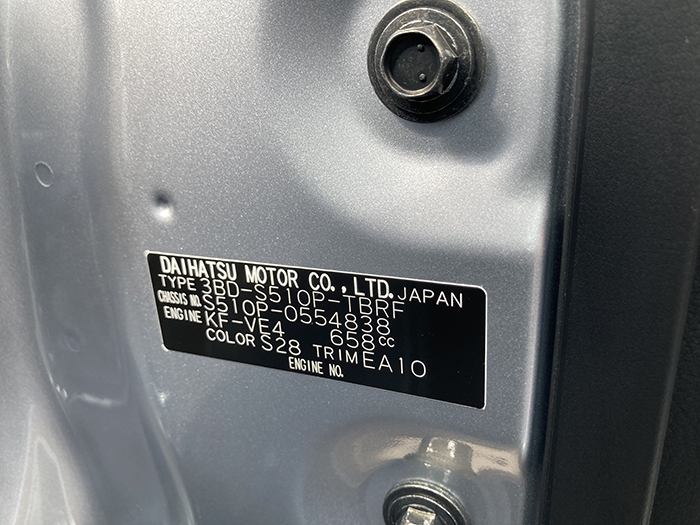 DAIHATSU MOTOR CO., LTD. JAPAN
TYPE 3BD-S510P-TBRF
CHASSIS NO. S510P-0554838
ENGINE KF-VE4 658cc
COLOR S28 TRIM EA10
ENGINE NO.